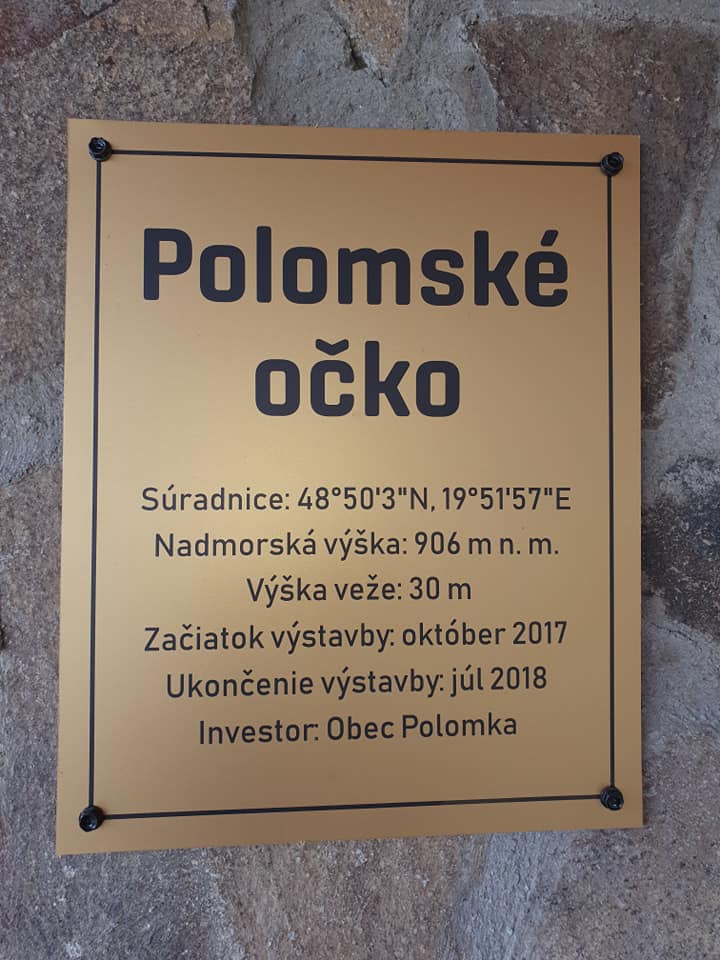 Polomské
očko
Súradnice: 48°50'3"N, 19°51'57"E
Nadmorská výška: 906 m n. m.
Výška veže: 30 m
Začiatok výstavby: október 2017
Ukončenie výstavby: júl 2018
Investor: Obec Polomka